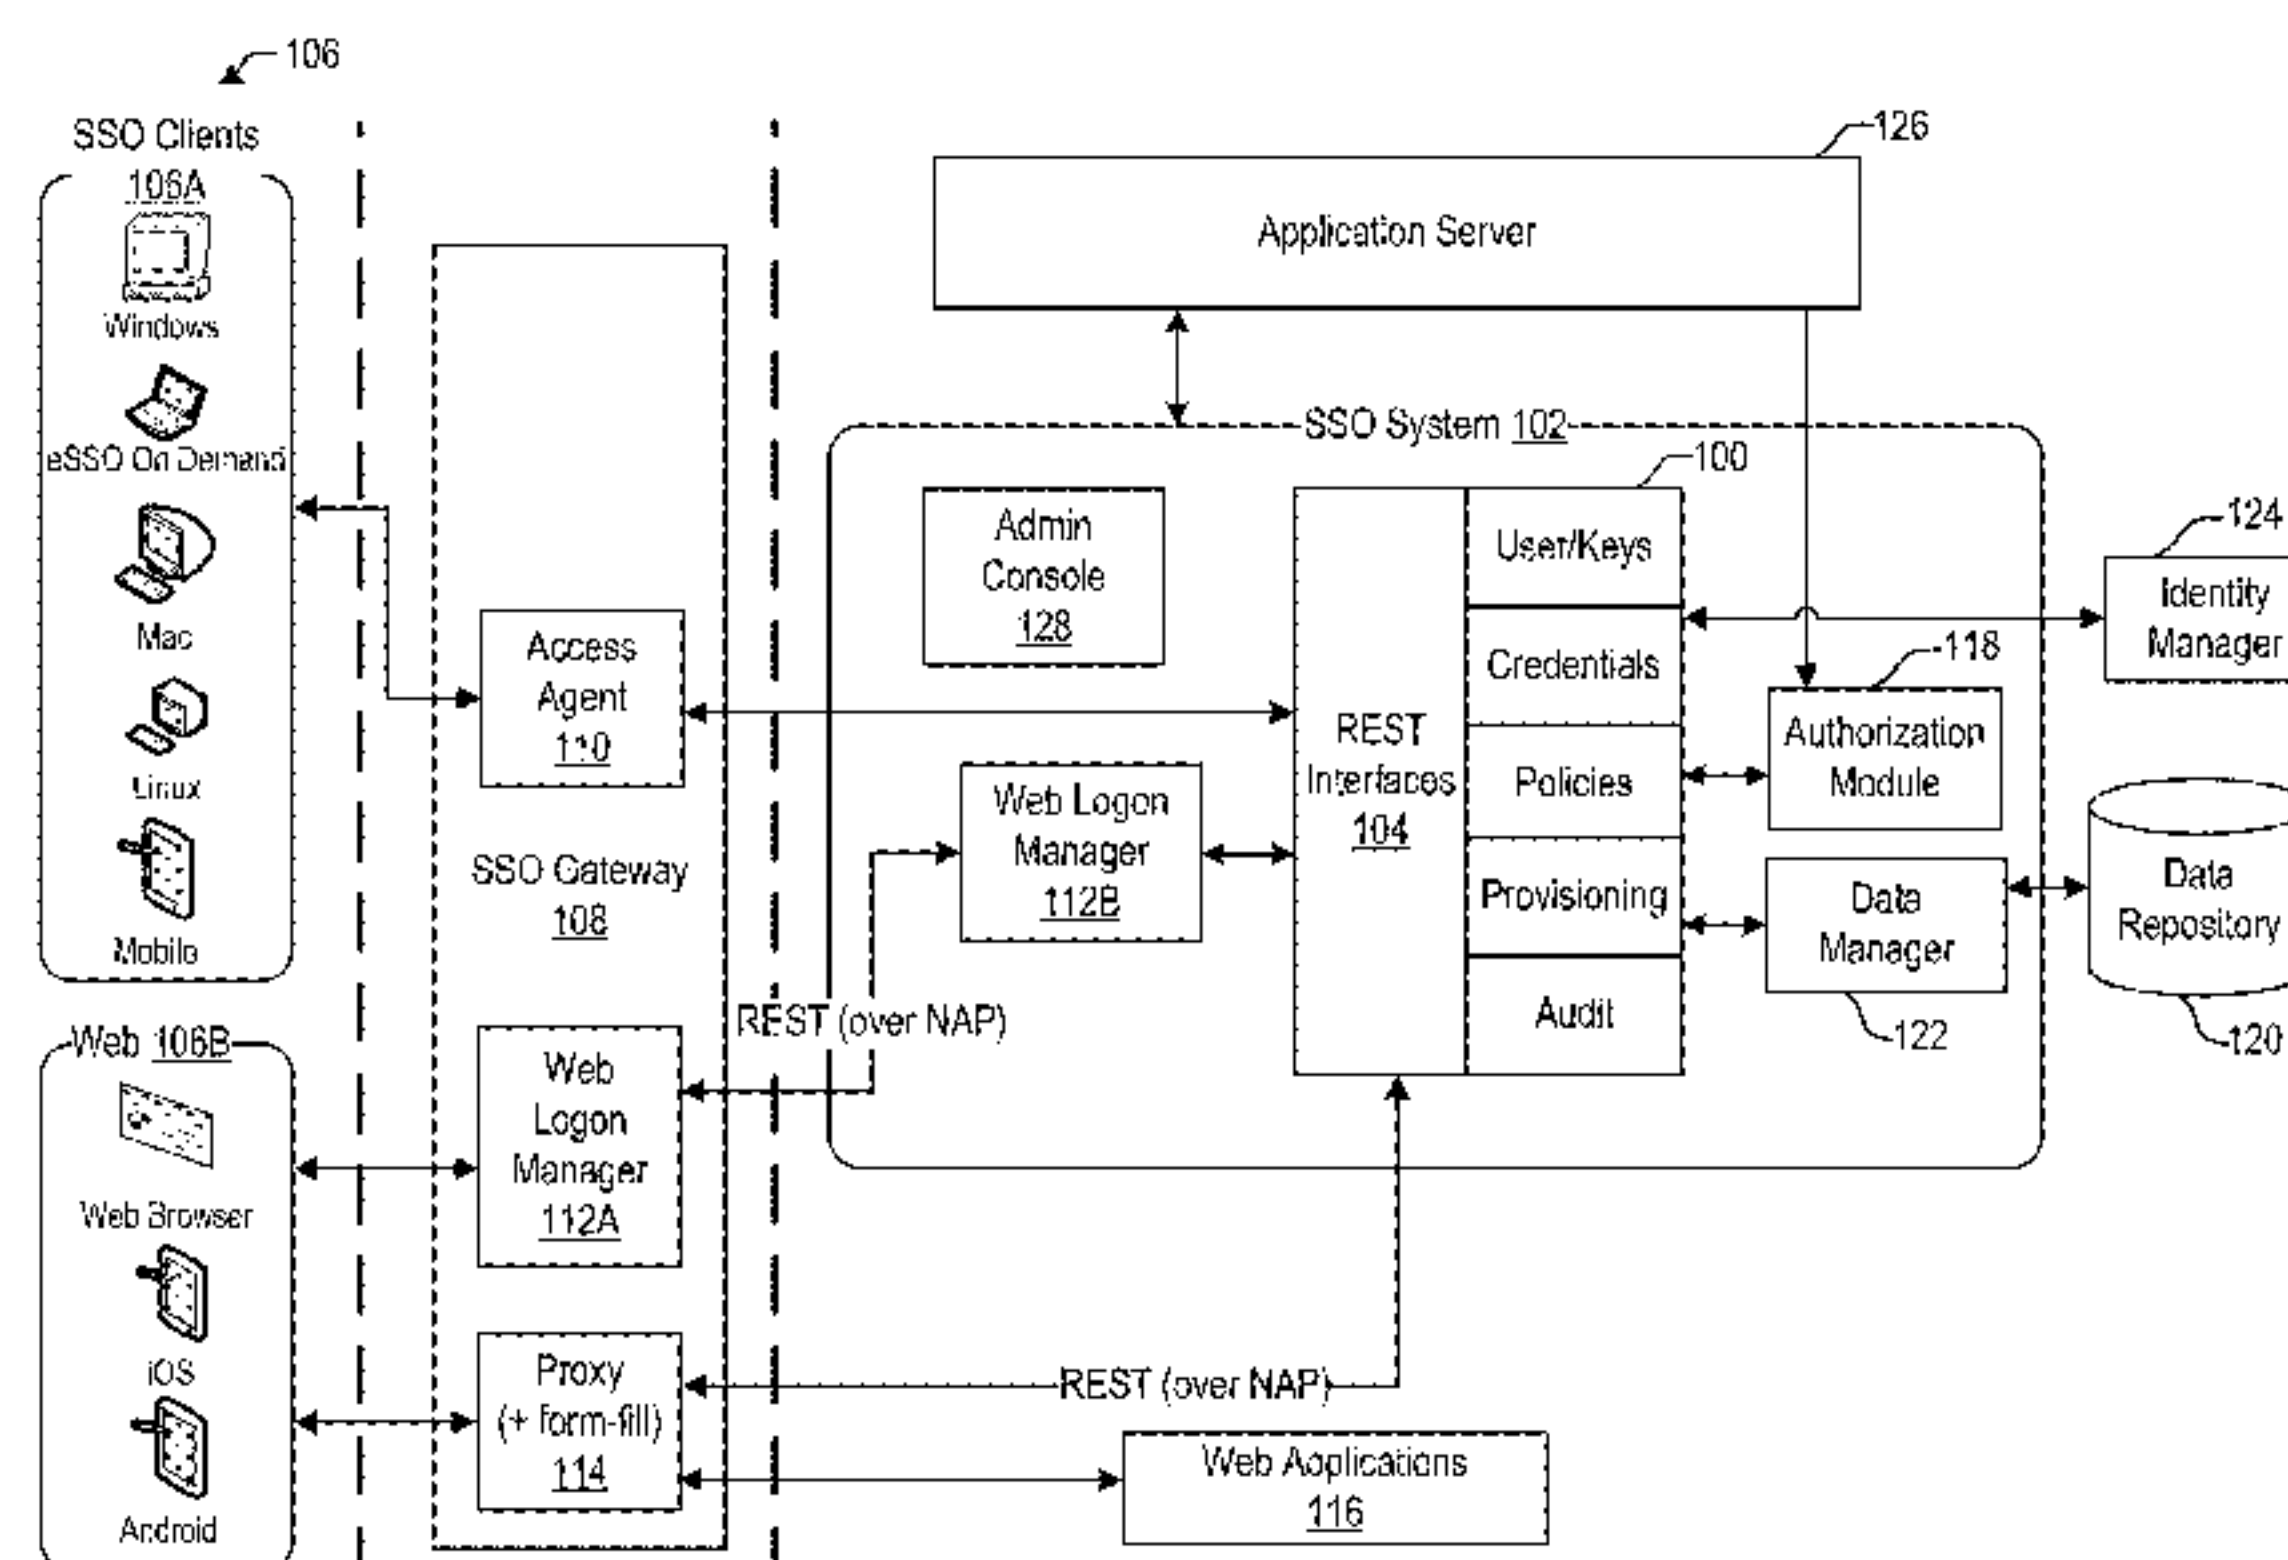 106
SSO Clients
106A
Windows
eSSO On Demand
Mac
Linux
Mobile
Web 106B
Web Browser
iOS
Android
Access
Agent
110
SSO Gateway
108
Web
Logon
Manager
112A
Proxy
(+ form-fill)
114
126
Application Server
SSO System 102
100
Admin
Console
128
Web Logon
Manager
112B
REST
Interfaces
104
User/Keys
Credentials
Policies
Provisioning
Audit
118
Authorization
Module
Data
Manager
122
124
Identity
Manager
Data
Repository
120
REST (over NAP)
REST (over NAP)
Web Applications
116